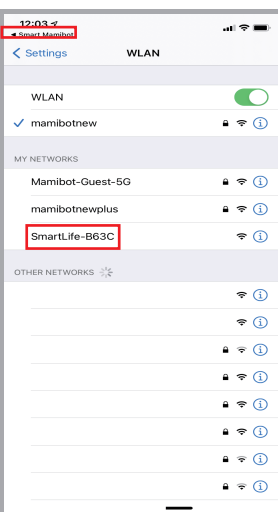 12:03
◀ Smart Mamibot
Settings
WLAN
WLAN
mamibotnew
MY NETWORKS
Mamibot-Guest-5G
mamibotnewplus
SmartLife-B63C
OTHER NETWORKS